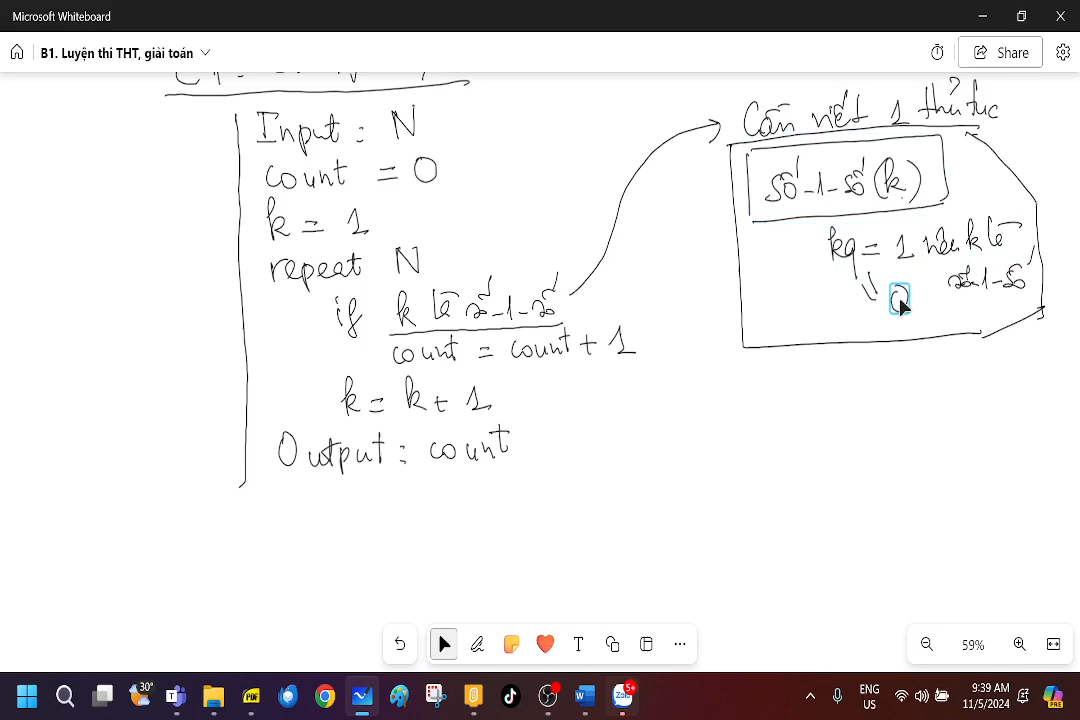 Microsoft Whiteboard
B1. Luyện thi THT, giải toán
Share
Input: N
count = 0
k = 1
repeat N
if k là số-1-số
count = count + 1
k = k + 1
Output: count
Cần viết 1 thủ tục
số-1-số (k)
kq = 1 nếu k là
số-1-số
0
59%
30°
5+
ENG
US
9:39 AM
11/5/2024